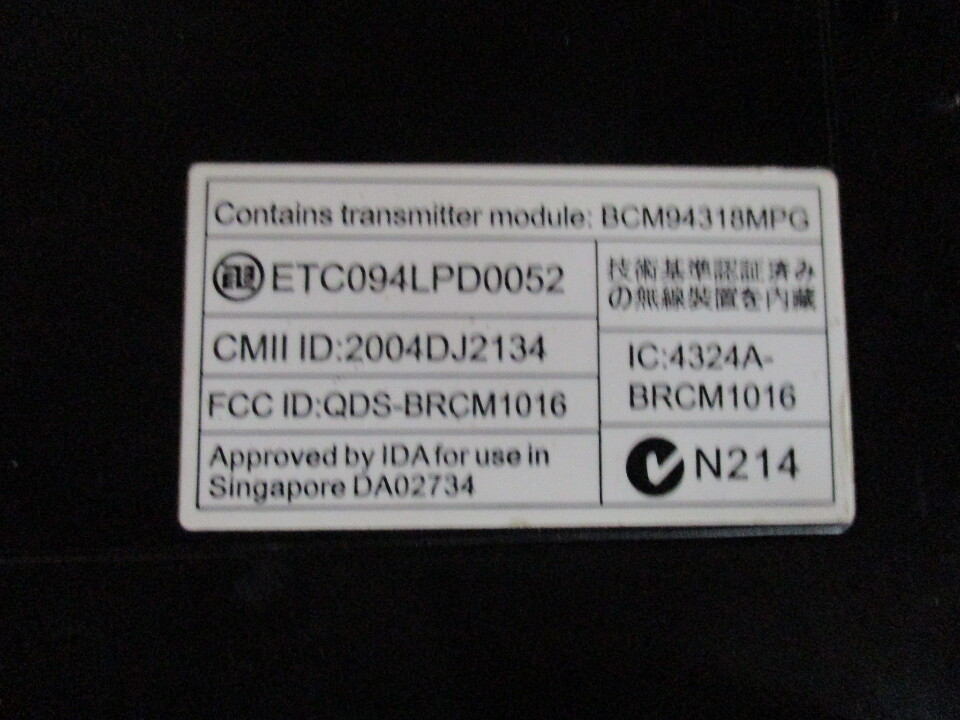 Contains transmitter module: BCM94318MPG
ETC094LPD0052
技術基準認証済み
の無線装置を内蔵
CMII ID:2004DJ2134
FCC ID:QDS-BRCM1016
IC:4324A-
BRCM1016
Approved by IDA for use in
Singapore DA02734
N214